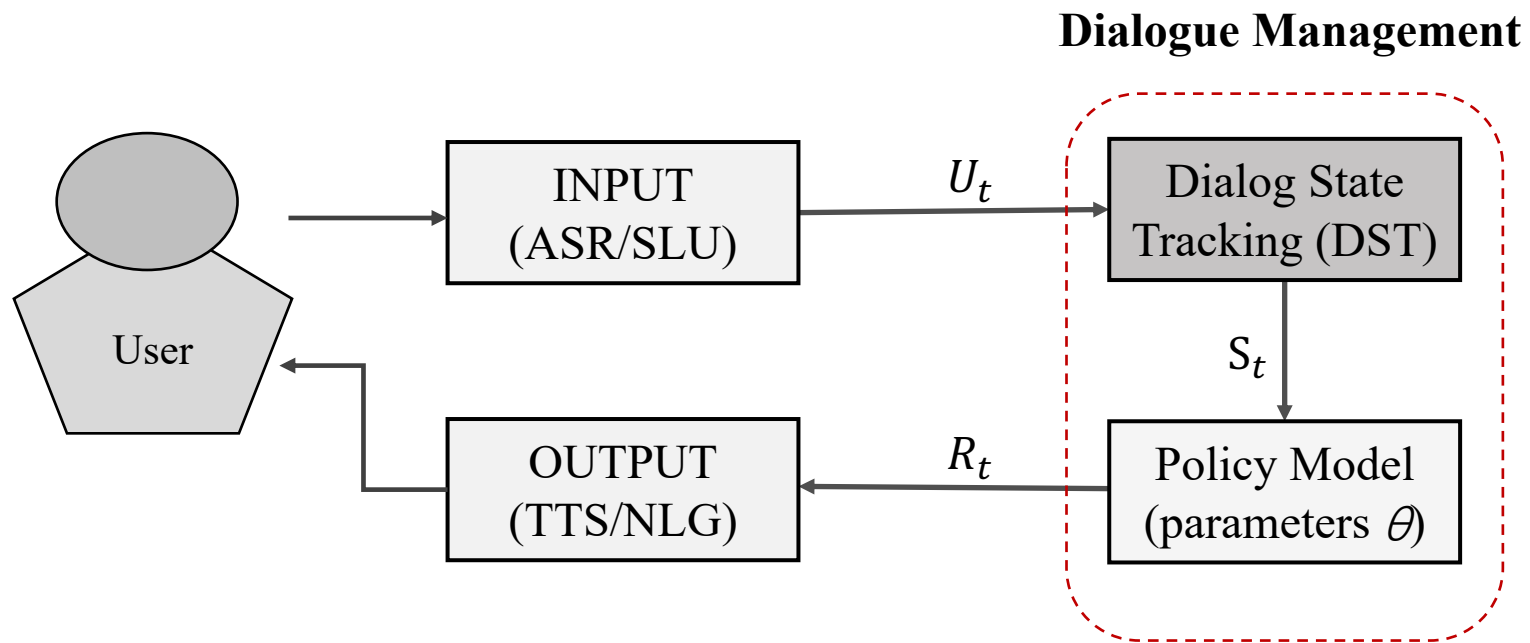 Dialogue Management
INPUT
(ASR/SLU)
U_t
Dialog State
Tracking (DST)
User
S_t
OUTPUT
(TTS/NLG)
R_t
Policy Model
(parameters θ)